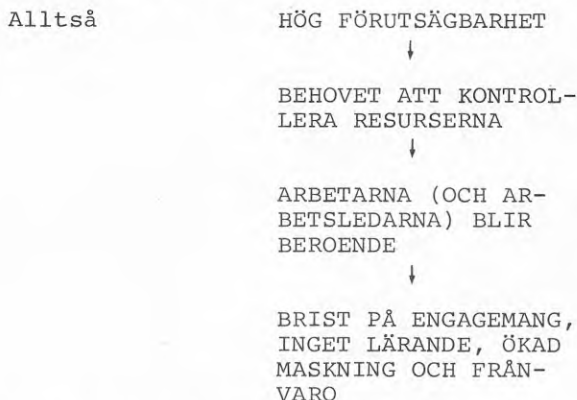 Alltså HÖG FÖRUTSÄGBARHET
↓
BEHOVET ATT KONTROL-
LERA RESURSERNA
↓
ARBETARNA (OCH AR-
BETSLEDARNA) BLIR
BEROENDE
↓
BRIST PÅ ENGAGEMANG,
INGET LÄRANDE, ÖKAD
MASKNING OCH FRÅN-
VARO